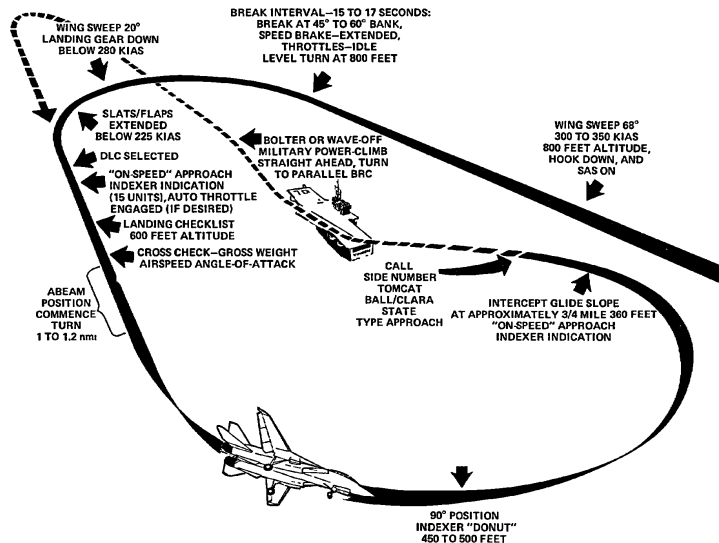 BREAK INTERVAL—15 TO 17 SECONDS:
BREAK AT 45° TO 60° BANK,
SPEED BRAKE—EXTENDED,
THROTTLES—IDLE
LEVEL TURN AT 800 FEET
WING SWEEP 20°
LANDING GEAR DOWN
BELOW 280 KIAS
WING SWEEP 68°
300 TO 350 KIAS
800 FEET ALTITUDE,
HOOK DOWN, AND
SAS ON
SLATS/FLAPS
EXTENDED
BELOW 225 KIAS
BOLTER OR WAVE-OFF
MILITARY POWER-CLIMB
STRAIGHT AHEAD, TURN
TO PARALLEL BRC
DLC SELECTED
"ON-SPEED" APPROACH
INDEXER INDICATION
(15 UNITS), AUTO THROTTLE
ENGAGED (IF DESIRED)
LANDING CHECKLIST
600 FEET ALTITUDE
CROSS CHECK—GROSS WEIGHT
AIRSPEED ANGLE-OF-ATTACK
ABEAM
POSITION
COMMENCE
TURN
1 TO 1.2 nmi
CALL
SIDE NUMBER
TOMCAT
BALL/CLARA
STATE
TYPE APPROACH
INTERCEPT GLIDE SLOPE
AT APPROXIMATELY 3/4 MILE 360 FEET
"ON-SPEED" APPROACH
INDEXER INDICATION
90° POSITION
INDEXER "DONUT"
450 TO 500 FEET